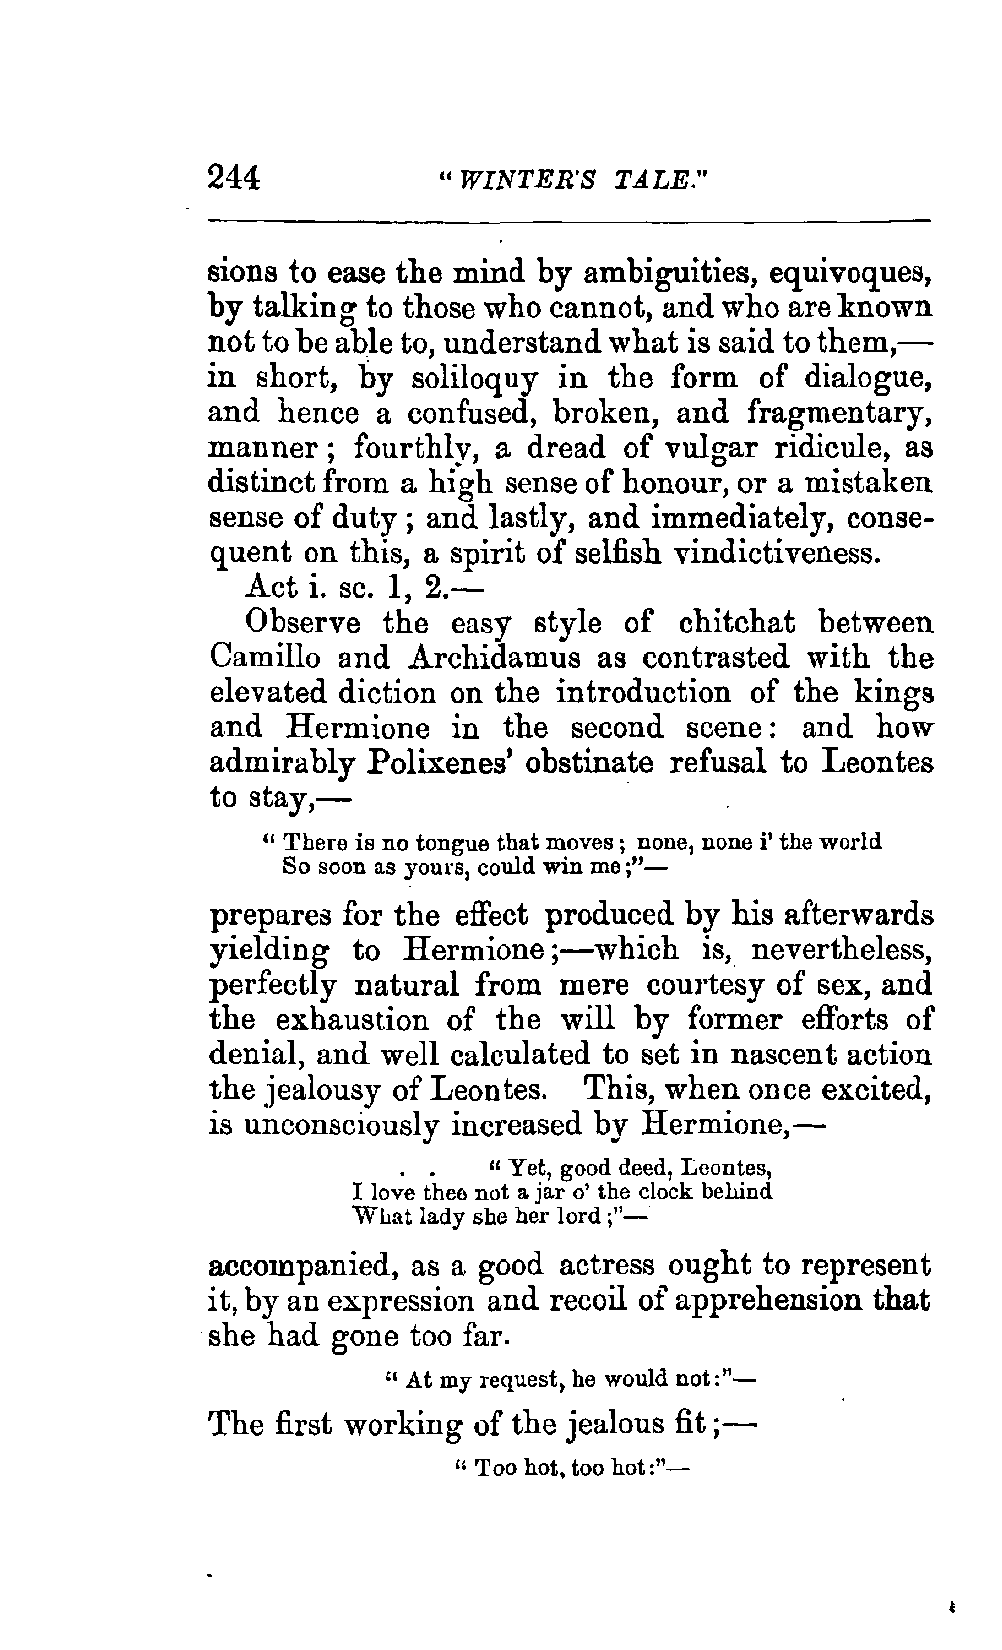 244 " WINTER'S TALE."
sions to ease the mind by ambiguities, equivoques,
by talking to those who cannot, and who are known
not to be able to, understand what is said to them,—
in short, by soliloquy in the form of dialogue,
and hence a confused, broken, and fragmentary,
manner ; fourthly, a dread of vulgar ridicule, as
distinct from a high sense of honour, or a mistaken
sense of duty ; and lastly, and immediately, conse-
quent on this, a spirit of selfish vindictiveness.
Act i. sc. 1, 2.—
Observe the easy style of chitchat between
Camillo and Archidamus as contrasted with the
elevated diction on the introduction of the kings
and Hermione in the second scene: and how
admirably Polixenes' obstinate refusal to Leontes
to stay,—
" There is no tongue that moves ; none, none i' the world
So soon as yours, could win me ;"—
prepares for the effect produced by his afterwards
yielding to Hermione ;—which is, nevertheless,
perfectly natural from mere courtesy of sex, and
the exhaustion of the will by former efforts of
denial, and well calculated to set in nascent action
the jealousy of Leontes. This, when once excited,
is unconsciously increased by Hermione,—
. . " Yet, good deed, Leontes,
I love thee not a jar o' the clock behind
What lady she her lord ;"—
accompanied, as a good actress ought to represent
it, by an expression and recoil of apprehension that
she had gone too far.
" At my request, he would not:"—
The first working of the jealous fit ;—
" Too hot, too hot:"—